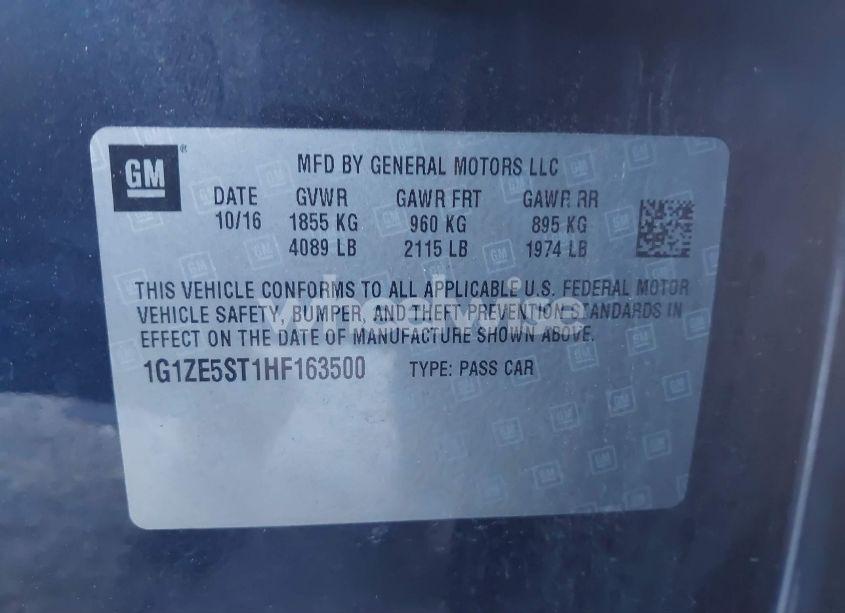 GM ® MFD BY GENERAL MOTORS LLC
DATE GVWR GAWR FRT GAWR RR
10/16 1855 KG 960 KG 895 KG
4089 LB 2115 LB 1974 LB
THIS VEHICLE CONFORMS TO ALL APPLICABLE U.S. FEDERAL MOTOR
VEHICLE SAFETY, BUMPER, AND THEFT PREVENTION STANDARDS IN
EFFECT ON THE DATE OF MANUFACTURE SHOWN ABOVE.
1G1ZE5ST1HF163500 TYPE: PASS CAR
wheelwise